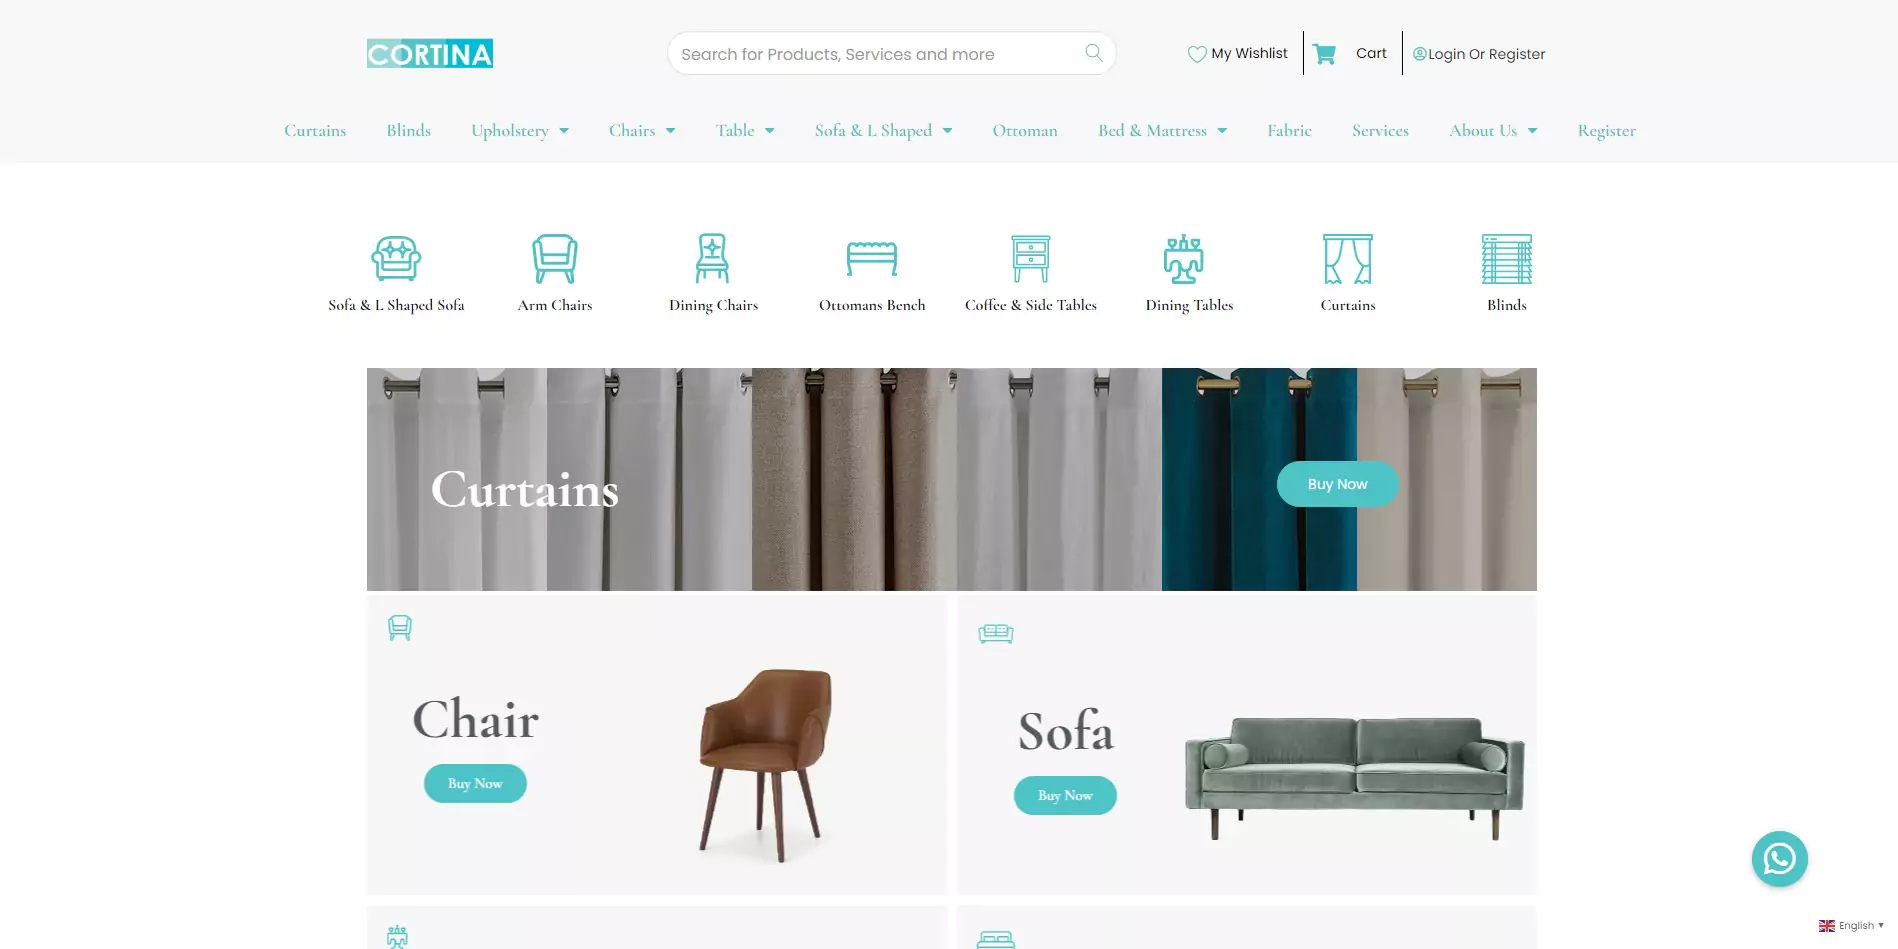 CORTINA
Search for Products, Services and more
My Wishlist
Cart
Login Or Register
Curtains
Blinds
Upholstery
Chairs
Table
Sofa & L Shaped
Ottoman
Bed & Mattress
Fabric
Services
About Us
Register
Sofa & L Shaped Sofa
Arm Chairs
Dining Chairs
Ottomans Bench
Coffee & Side Tables
Dining Tables
Curtains
Blinds
Curtains
Buy Now
Chair
Buy Now
Sofa
Buy Now
English